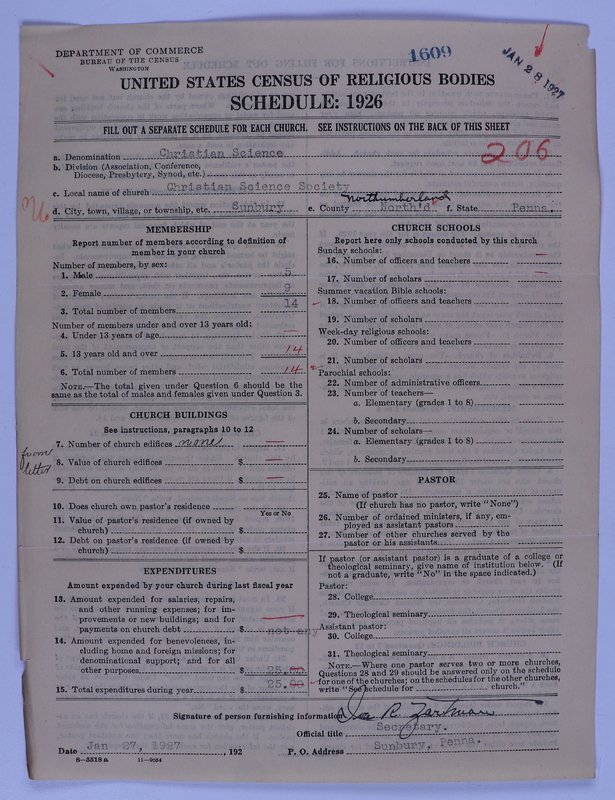 DEPARTMENT OF COMMERCE
BUREAU OF THE CENSUS
WASHINGTON
1609
JAN 28 1927
UNITED STATES CENSUS OF RELIGIOUS BODIES
SCHEDULE: 1926
FILL OUT A SEPARATE SCHEDULE FOR EACH CHURCH. SEE INSTRUCTIONS ON THE BACK OF THIS SHEET
206
a. Denomination Christian Science
b. Division (Association, Conference,
Diocese, Presbytery, Synod, etc.)
c. Local name of church Christian Science Society
Northumberland
d. City, town, village, or township, etc. Sunbury e. County North'd f. State Penna.
MEMBERSHIP
Report number of members according to definition of
member in your church
Number of members, by sex:
1. Male 5
2. Female 9
3. Total number of members 14
Number of members under and over 13 years old:
4. Under 13 years of age —
5. 13 years old and over 14
6. Total number of members 14
NOTE.—The total given under Question 6 should be the
same as the total of males and females given under Question 3.
CHURCH BUILDINGS
See instructions, paragraphs 10 to 12
7. Number of church edifices none —
from letter
8. Value of church edifices $ —
9. Debt on church edifices $ —
10. Does church own pastor's residence
Yes or No
11. Value of pastor's residence (if owned by
church) $
12. Debt on pastor's residence (if owned by
church) $
EXPENDITURES
Amount expended by your church during last fiscal year
13. Amount expended for salaries, repairs,
and other running expenses; for im-
provements or new buildings; and for
payments on church debt $ not any
14. Amount expended for benevolences, in-
cluding home and foreign missions; for
denominational support; and for all
other purposes $ 25.00
15. Total expenditures during year $ 25.00
CHURCH SCHOOLS
Report here only schools conducted by this church
Sunday schools:
16. Number of officers and teachers —
17. Number of scholars —
Summer vacation Bible schools:
18. Number of officers and teachers
19. Number of scholars
Week-day religious schools:
20. Number of officers and teachers
21. Number of scholars
Parochial schools:
22. Number of administrative officers
23. Number of teachers—
a. Elementary (grades 1 to 8)
b. Secondary
24. Number of scholars—
a. Elementary (grades 1 to 8)
b. Secondary
PASTOR
25. Name of pastor
(If church has no pastor, write "None")
26. Number of ordained ministers, if any, em-
ployed as assistant pastors
27. Number of other churches served by the
pastor or his assistants
If pastor (or assistant pastor) is a graduate of a college or
theological seminary, give name of institution below. (If
not a graduate, write "No" in the space indicated.)
Pastor:
28. College
29. Theological seminary
Assistant pastor:
30. College
31. Theological seminary
NOTE.—Where one pastor serves two or more churches,
Questions 28 and 29 should be answered only on the schedule
for one of the churches; on the schedules for the other churches,
write "See schedule for church."
Signature of person furnishing information R.
Official title Secretary.
Date Jan 27, 1927 , 192 P. O. Address Sunbury, Penna.
8—5518 a 11—9054